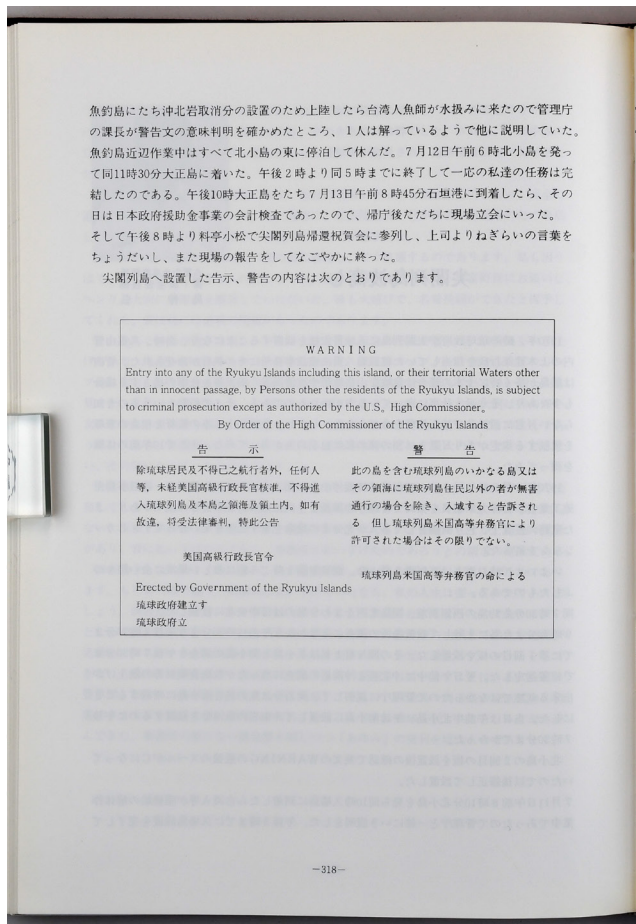 魚釣島にたち沖北岩取消分の設置のため上陸したら台湾人魚師が水扱みに来たので管理庁
の課長が警告文の意味判明を確かめたところ、1人は解っているようで他に説明していた。
魚釣島近辺作業中はすべて北小島の東に停泊して休んだ。7月12日午前6時北小島を発っ
て同11時30分大正島に着いた。午後2時より同5時までに終了して一応の私達の任務は完
結したのである。午後10時大正島をたち7月13日午前8時45分石垣港に到着したら、その
日は日本政府援助金事業の会計検査であったので、帰庁後ただちに現場立会にいった。
そして午後8時より料亭小松で尖閣列島帰還祝賀会に参列し、上司よりねぎらいの言葉を
ちょうだいし、また現場の報告をしてなごやかに終った。
尖閣列島へ設置した告示、警告の内容は次のとおりであります。
WARNING
Entry into any of the Ryukyu Islands including this island, or their territorial Waters other
than in innocent passage, by Persons other the residents of the Ryukyu Islands, is subject
to criminal prosecution except as authorized by the U.S。High Commissioner。
By Order of the High Commissioner of the Ryukyu Islands
告示
除琉球居民及不得已之航行者外，任何人
等，未経美国高級行政長官核准，不得進
入琉球列島及本島之領海及領土内。如有
故違，将受法律審判，特此公告
美国高級行政長官令
警告
此の島を含む琉球列島のいかなる島又は
その領海に琉球列島住民以外の者が無害
通行の場合を除き、入域すると告訴され
る 但し琉球列島米国高等弁務官により
許可された場合はその限りでない。
琉球列島米国高等弁務官の命による
Erected by Government of the Ryukyu Islands
琉球政府建立す
琉球政府立
—318—